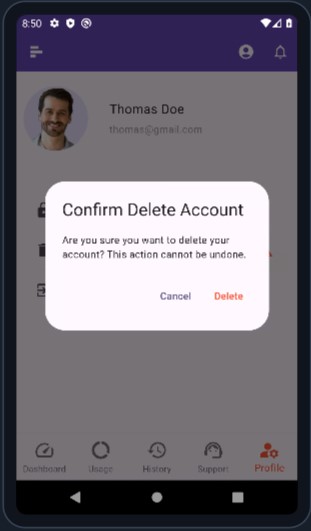 8:50
Thomas Doe
thomas@gmail.com
Confirm Delete Account
Are you sure you want to delete your
account? This action cannot be undone.
Cancel
Delete
Dashboard
Usage
History
Support
Profile